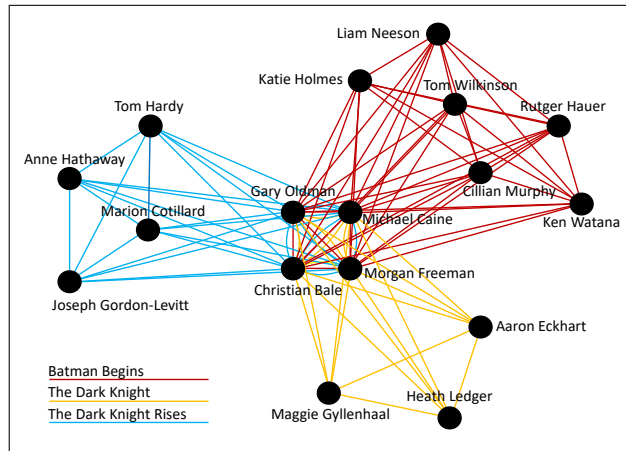 Liam Neeson
Katie Holmes
Tom Wilkinson
Rutger Hauer
Tom Hardy
Anne Hathaway
Gary Oldman
Cillian Murphy
Marion Cotillard
Michael Caine
Ken Watana
Morgan Freeman
Christian Bale
Joseph Gordon-Levitt
Aaron Eckhart
Batman Begins
The Dark Knight
The Dark Knight Rises
Maggie Gyllenhaal
Heath Ledger